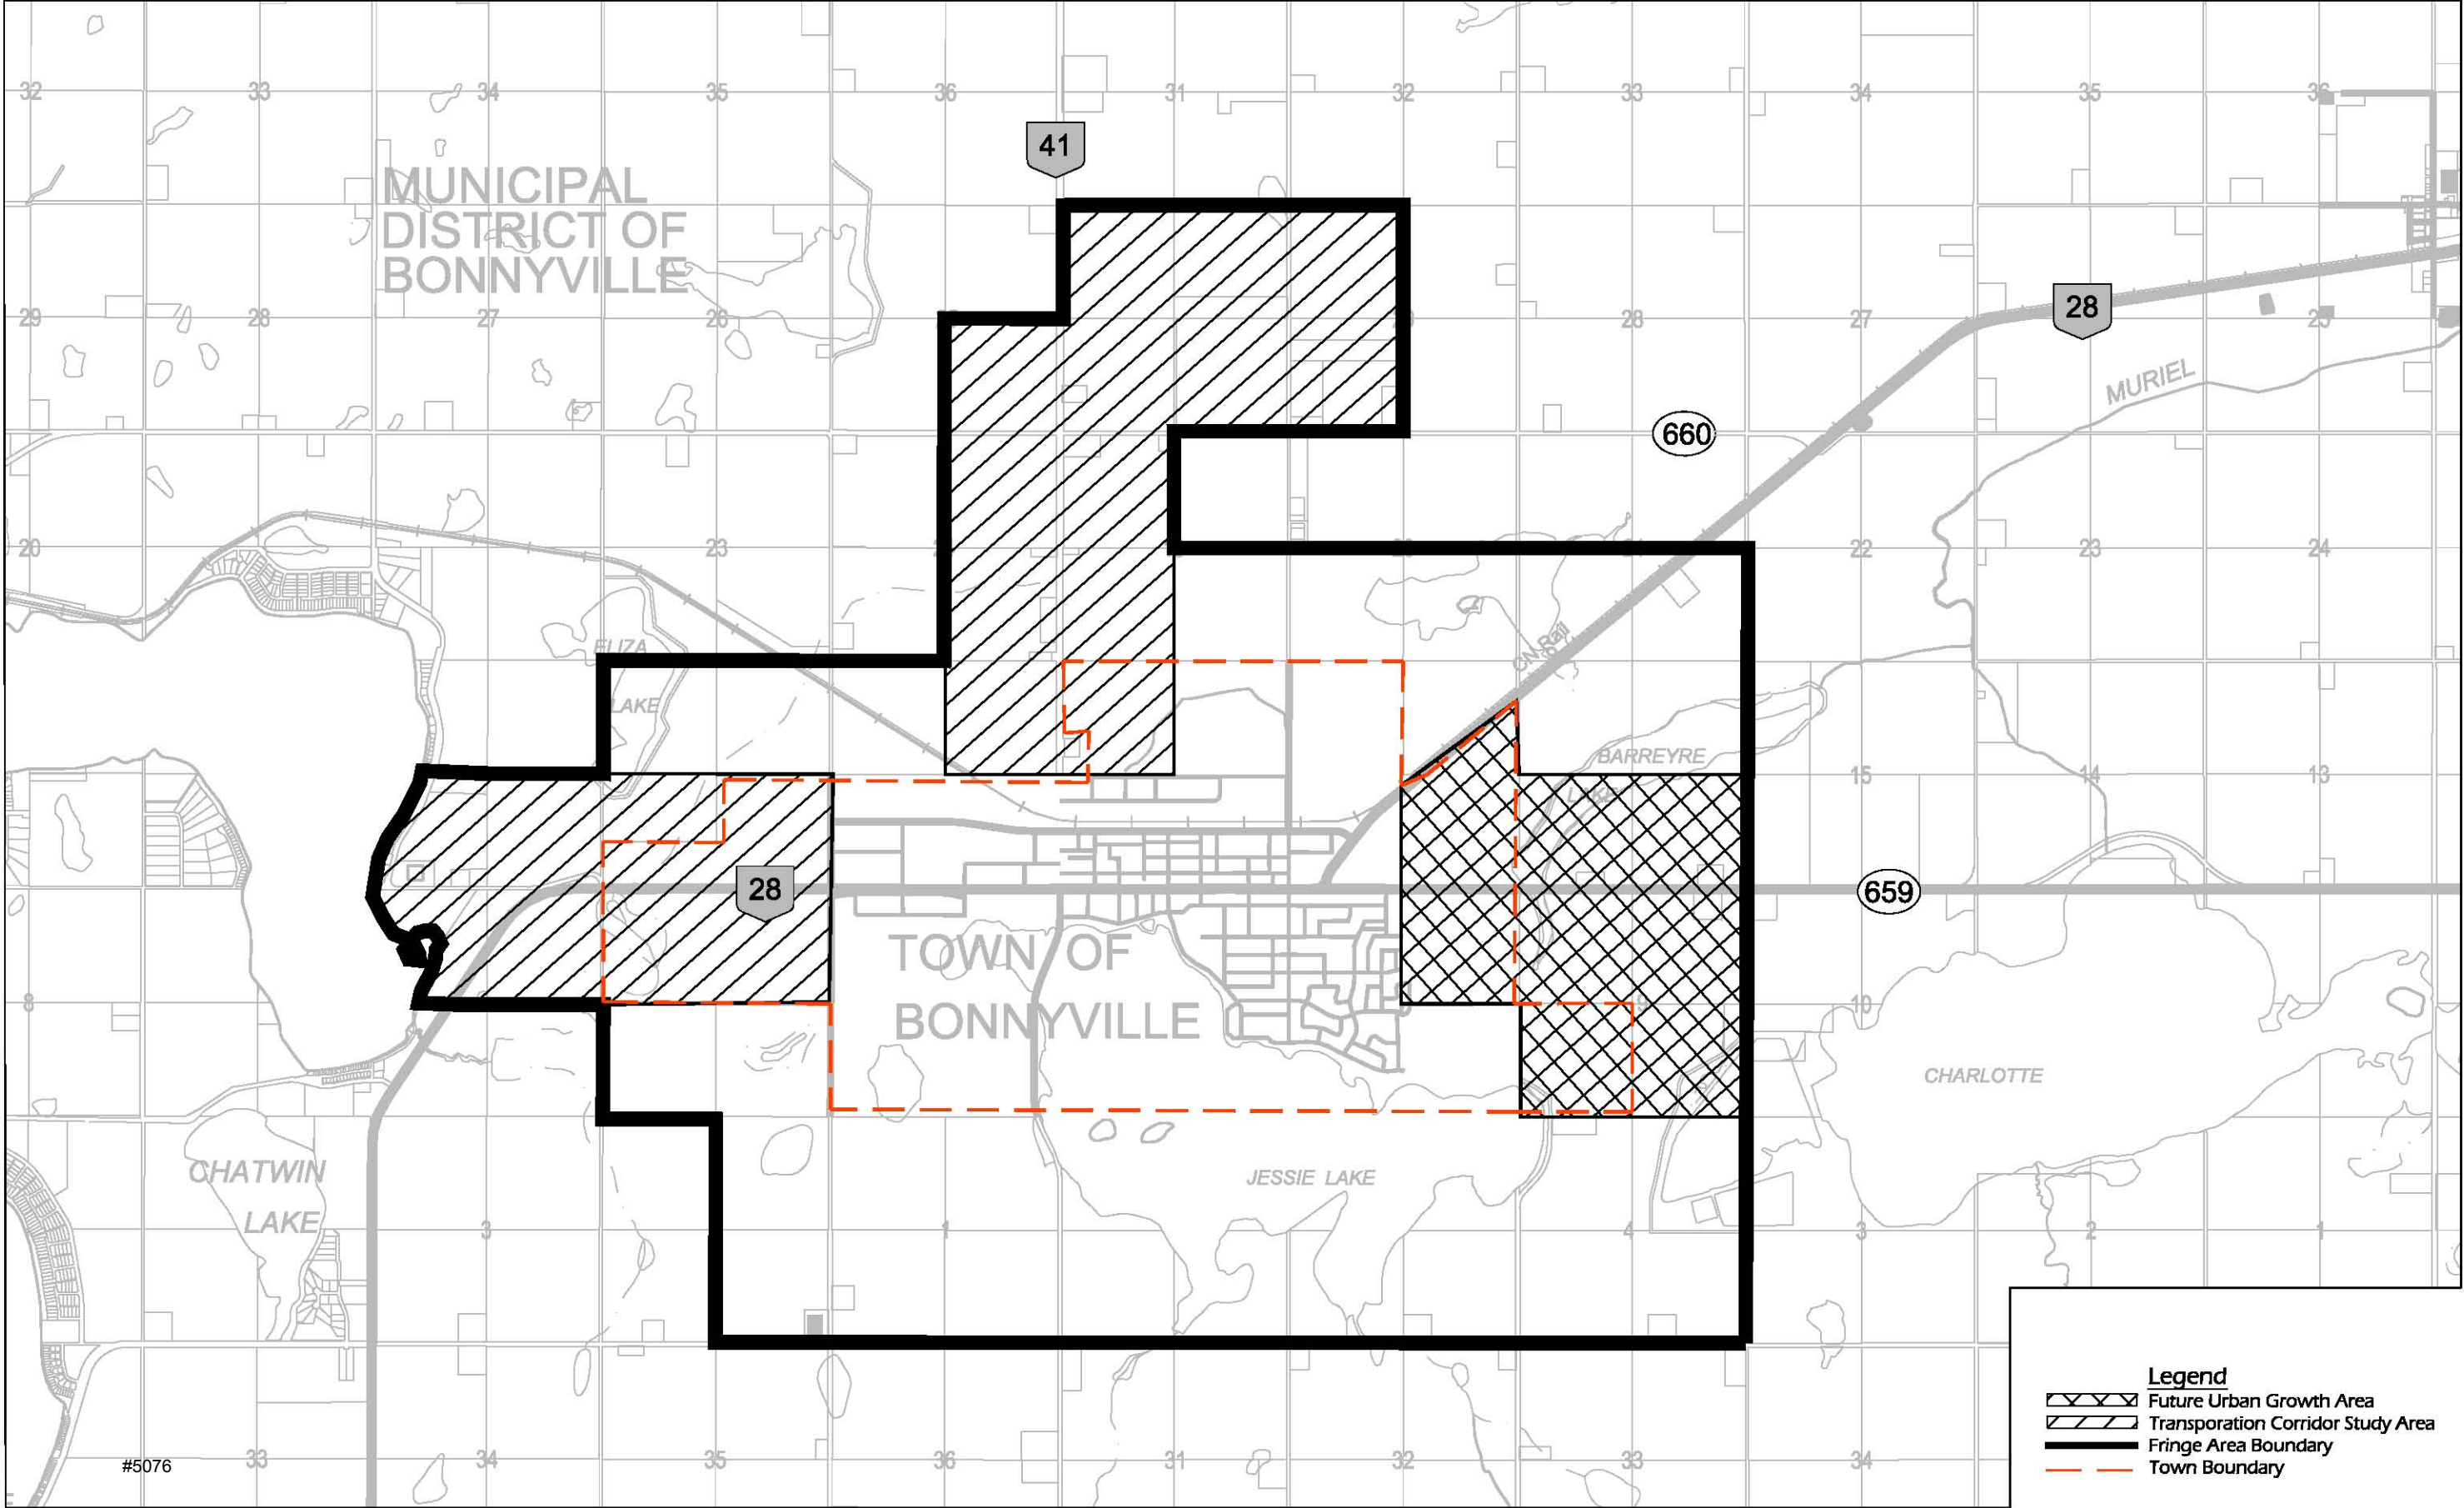 32 33 34 35 36 31 32 33 34 35 36
41
MUNICIPAL
DISTRICT OF
BONNYVILLE
28
29 28 27 26 28 27 25
MURIEL
660
20 23 22 23 24
CN Rail
ELIZA
LAKE
BARREYRE
LAKE
15 14 13
28
659
TOWN OF
BONNYVILLE
8 9 10
CHARLOTTE
CHATWIN
LAKE
JESSIE LAKE
3 1 4 3 2 1
#5076
33 34 35 36 31 32 33 34
Legend
Future Urban Growth Area
Transporation Corridor Study Area
Fringe Area Boundary
Town Boundary